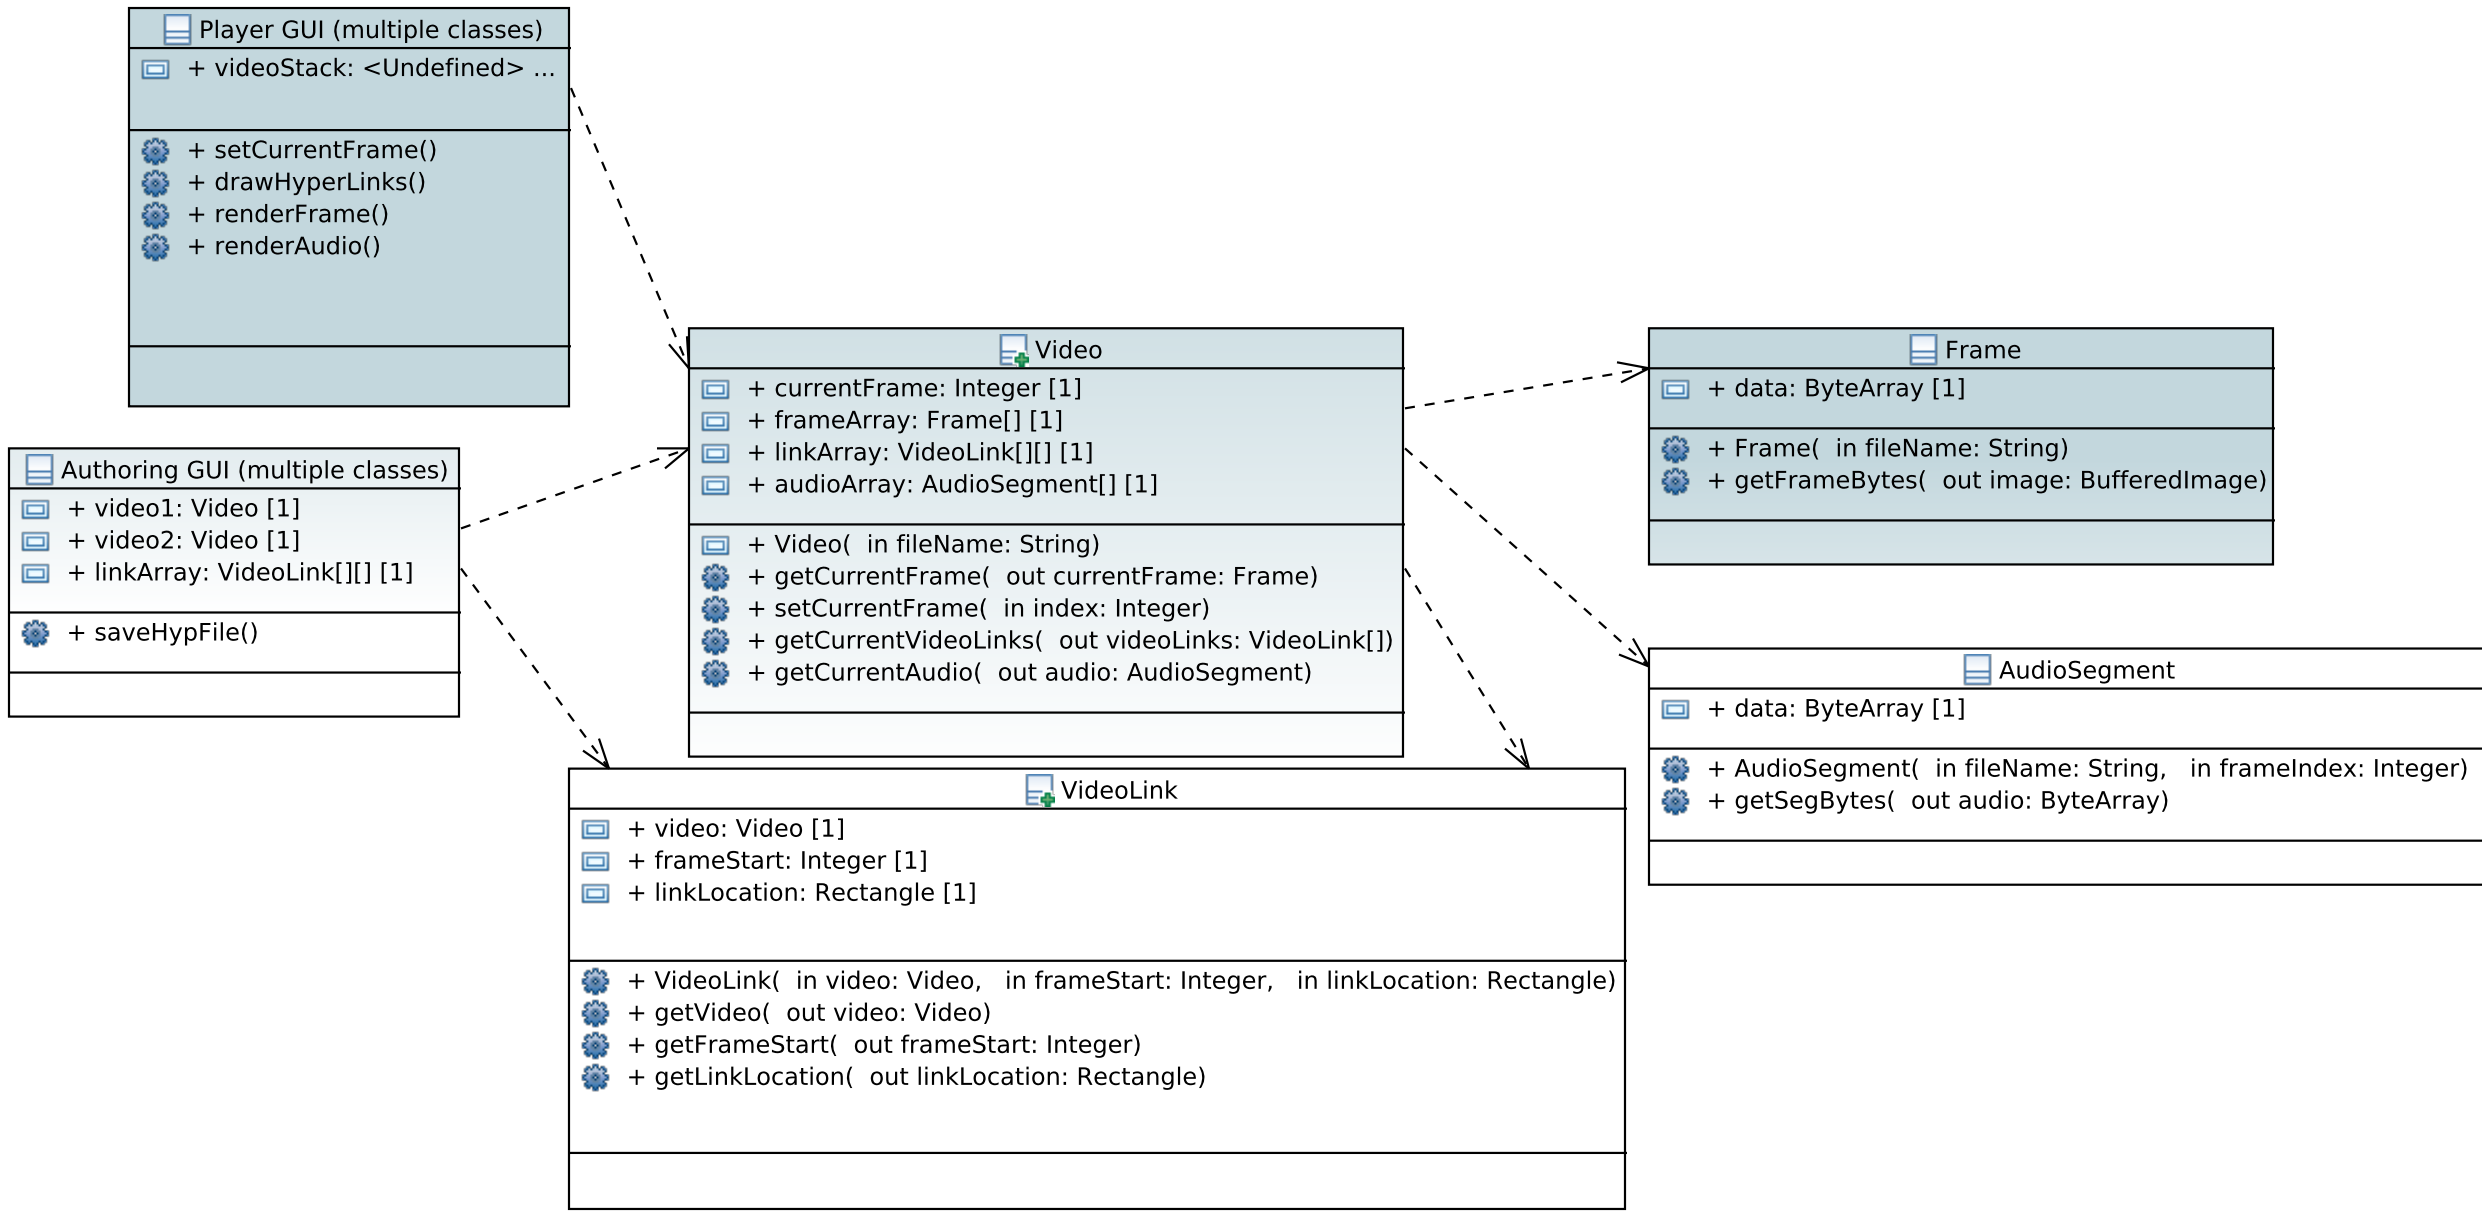 Player GUI (multiple classes)
+ videoStack: <Undefined> ...
+ setCurrentFrame()
+ drawHyperLinks()
+ renderFrame()
+ renderAudio()
Authoring GUI (multiple classes)
+ video1: Video [1]
+ video2: Video [1]
+ linkArray: VideoLink[][] [1]
+ saveHypFile()
Video
+ currentFrame: Integer [1]
+ frameArray: Frame[] [1]
+ linkArray: VideoLink[][] [1]
+ audioArray: AudioSegment[] [1]
+ Video(  in fileName: String)
+ getCurrentFrame(  out currentFrame: Frame)
+ setCurrentFrame(  in index: Integer)
+ getCurrentVideoLinks(  out videoLinks: VideoLink[])
+ getCurrentAudio(  out audio: AudioSegment)
Frame
+ data: ByteArray [1]
+ Frame(  in fileName: String)
+ getFrameBytes(  out image: BufferedImage)
AudioSegment
+ data: ByteArray [1]
+ AudioSegment(  in fileName: String,   in frameIndex: Integer)
+ getSegBytes(  out audio: ByteArray)
VideoLink
+ video: Video [1]
+ frameStart: Integer [1]
+ linkLocation: Rectangle [1]
+ VideoLink(  in video: Video,   in frameStart: Integer,   in linkLocation: Rectangle)
+ getVideo(  out video: Video)
+ getFrameStart(  out frameStart: Integer)
+ getLinkLocation(  out linkLocation: Rectangle)